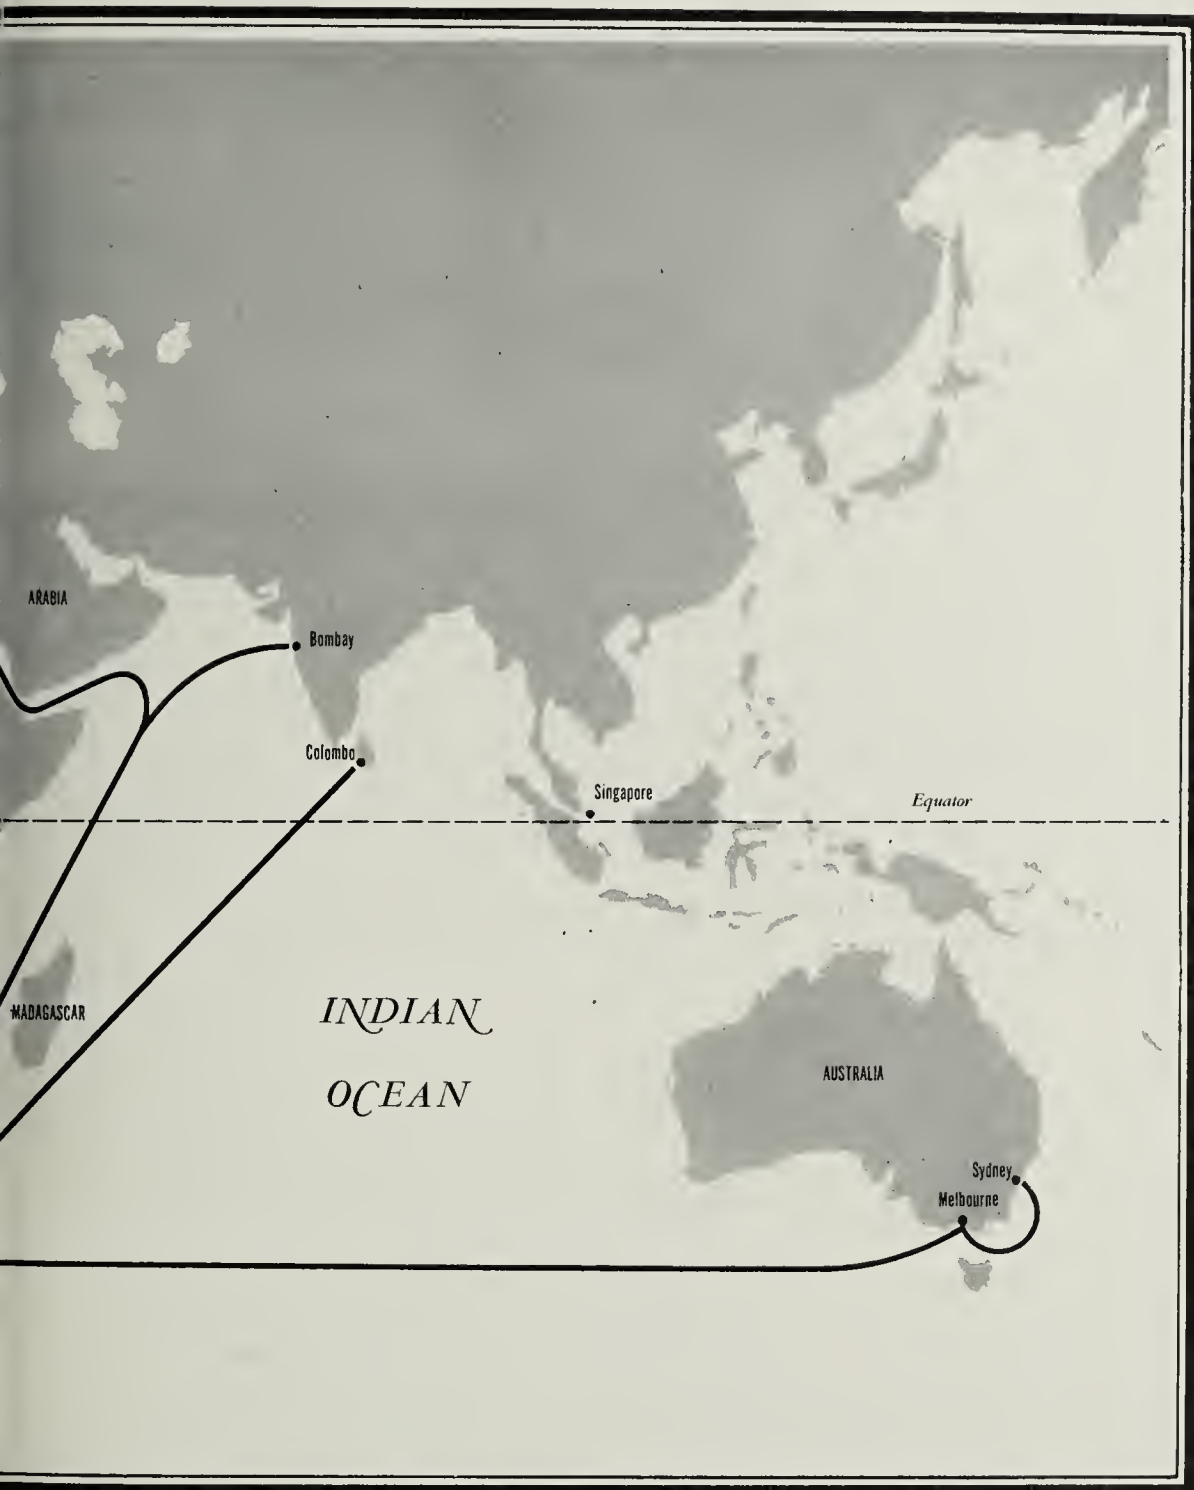 ARABIA
Bombay
Colombo
Singapore
Equator
MADAGASCAR
INDIAN
OCEAN
AUSTRALIA
Sydney
Melbourne